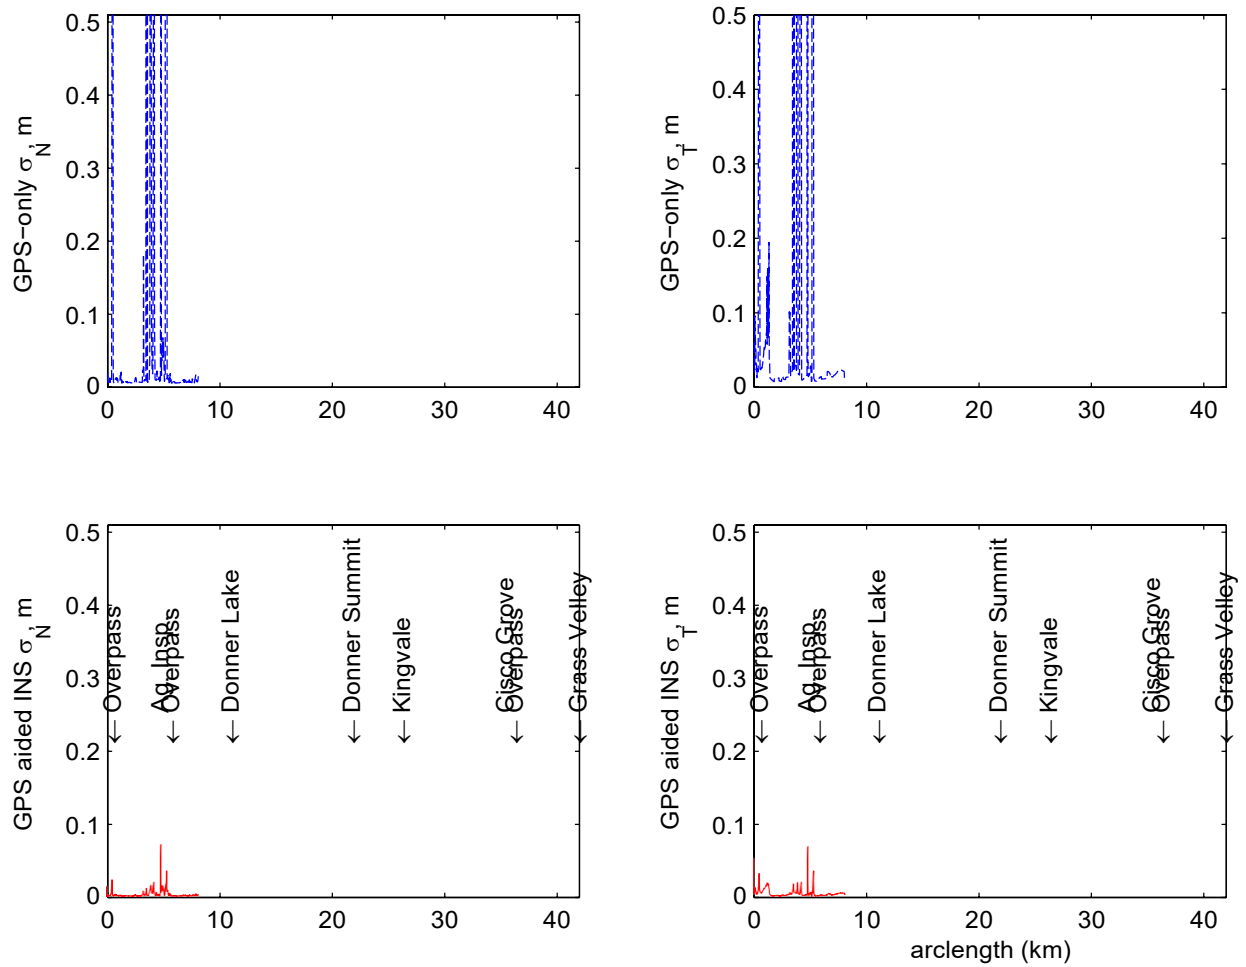 GPS−only σN, m
0.5
0.4
0.3
0.2
0.1
0
0 10 20 30 40
GPS−only σT, m
0.5
0.4
0.3
0.2
0.1
0
0 10 20 30 40
GPS aided INS σN, m
0.5
0.4
0.3
0.2
0.1
0
← Overpass
Ag. Insp.
← Overpass
← Donner Lake
← Donner Summit
← Kingvale
Cisco Grove
← Overpass
← Grass Velley
0 10 20 30 40
GPS aided INS σT, m
0.5
0.4
0.3
0.2
0.1
0
← Overpass
Ag. Insp.
← Overpass
← Donner Lake
← Donner Summit
← Kingvale
Cisco Grove
← Overpass
← Grass Velley
0 10 20 30 40
arclength (km)